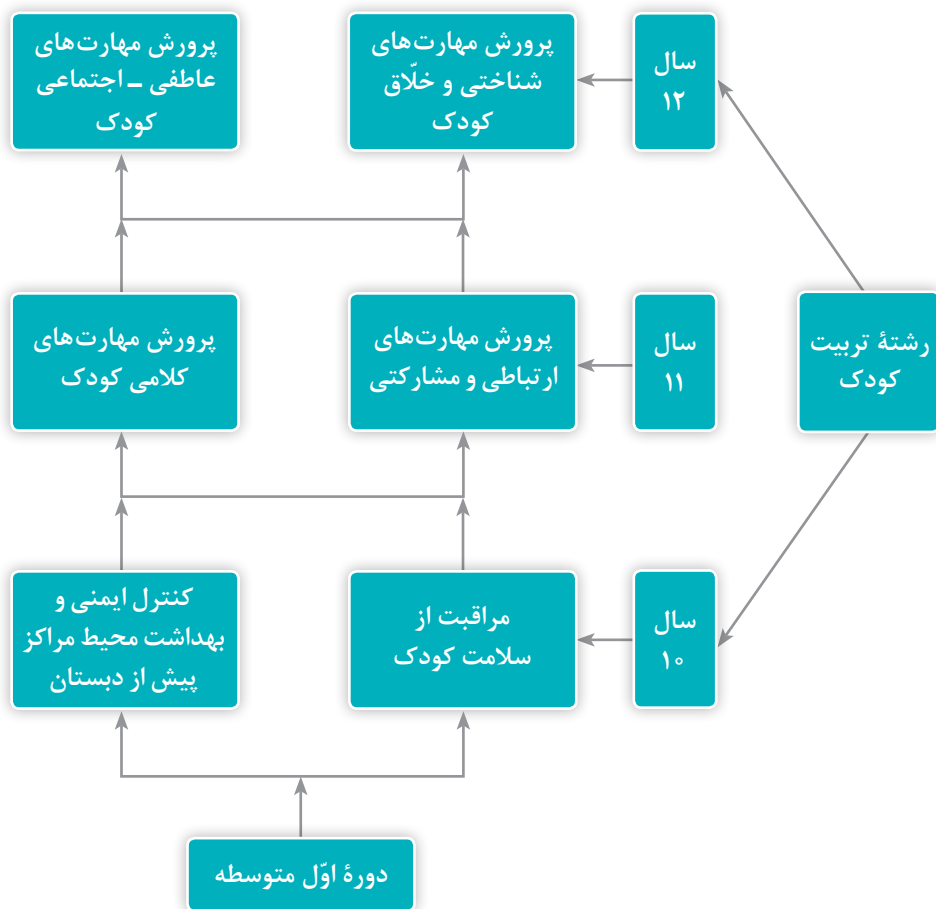 سال
۱۲
پرورش مهارت‌های
شناختی و خلّاق
کودک
پرورش مهارت‌های
عاطفی ــ اجتماعی
کودک
رشتهٔ تربیت
کودک
سال
۱۱
پرورش مهارت‌های
ارتباطی و مشارکتی
پرورش مهارت‌های
کلامی کودک
سال
۱۰
مراقبت از
سلامت کودک
کنترل ایمنی و
بهداشت محیط مراکز
پیش از دبستان
دورهٔ اوّل متوسطه